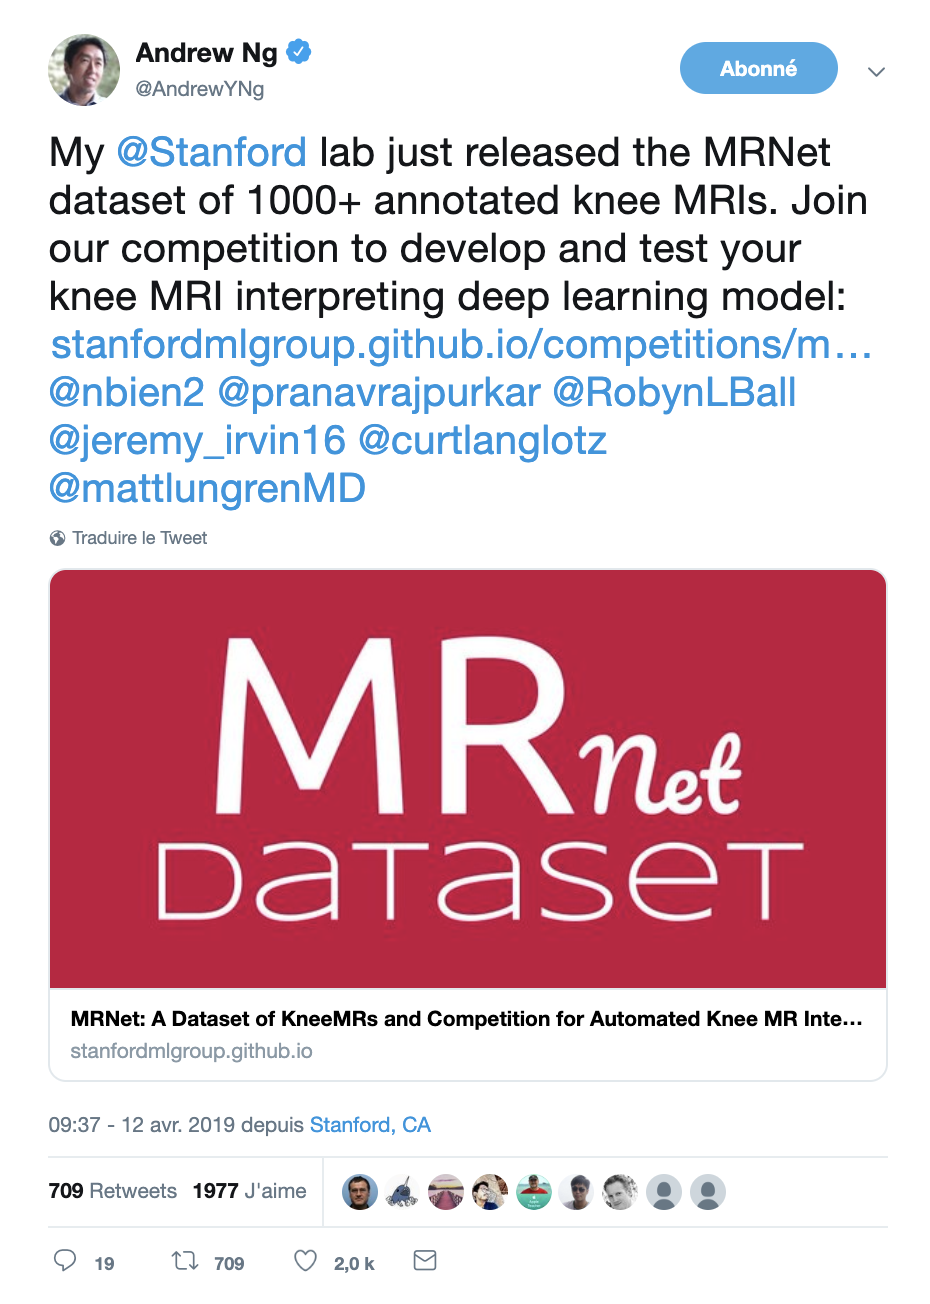 Andrew Ng
@AndrewYNg
Abonné
My @Stanford lab just released the MRNet
dataset of 1000+ annotated knee MRIs. Join
our competition to develop and test your
knee MRI interpreting deep learning model:
stanfordmlgroup.github.io/competitions/m…
@nbien2 @pranavrajpurkar @RobynLBall
@jeremy_irvin16 @curtlanglotz
@mattlungrenMD
Traduire le Tweet
MRnet
DATASET
MRNet: A Dataset of KneeMRs and Competition for Automated Knee MR Inte...
stanfordmlgroup.github.io
09:37 - 12 avr. 2019 depuis Stanford, CA
709 Retweets 1977 J'aime
19 709 2,0 k